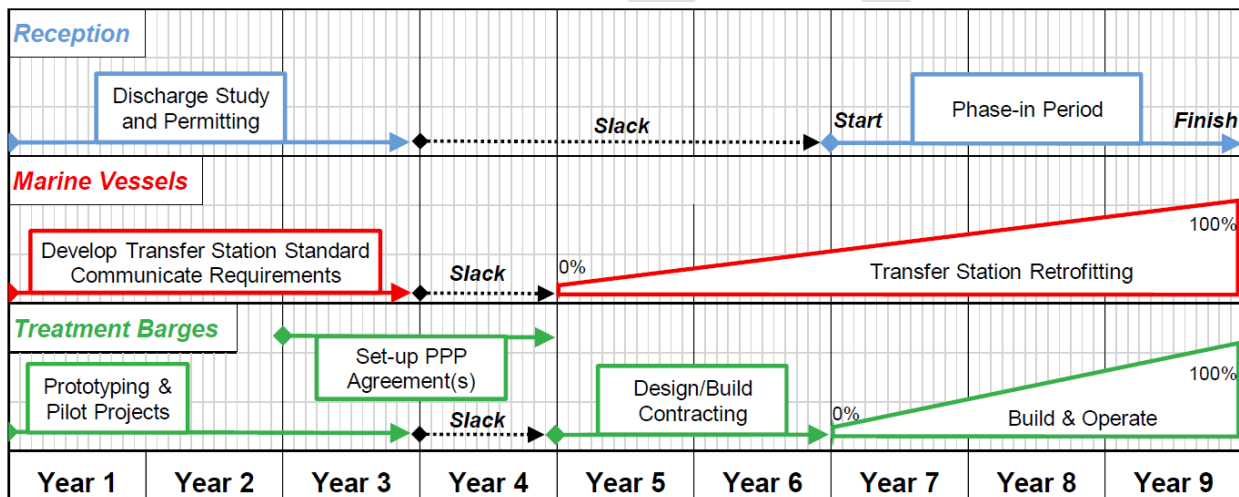 Reception
Discharge Study
and Permitting
Slack
Start
Phase-in Period
Finish
Marine Vessels
Develop Transfer Station Standard
Communicate Requirements
Slack
0%
Transfer Station Retrofitting
100%
Treatment Barges
Set-up PPP
Agreement(s)
Prototyping &
Pilot Projects
Slack
Design/Build
Contracting
0%
Build & Operate
100%
Year 1 Year 2 Year 3 Year 4 Year 5 Year 6 Year 7 Year 8 Year 9